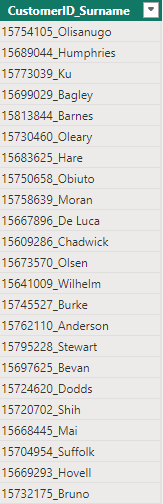 CustomerID_Surname
15754105_Olisanugo
15689044_Humphries
15773039_Ku
15699029_Bagley
15813844_Barnes
15730460_Oleary
15683625_Hare
15750658_Obiuto
15758639_Moran
15667896_De Luca
15609286_Chadwick
15673570_Olsen
15641009_Wilhelm
15745527_Burke
15762110_Anderson
15795228_Stewart
15697625_Bevan
15724620_Dodds
15720702_Shih
15668445_Mai
15704954_Suffolk
15669293_Hovell
15732175_Bruno